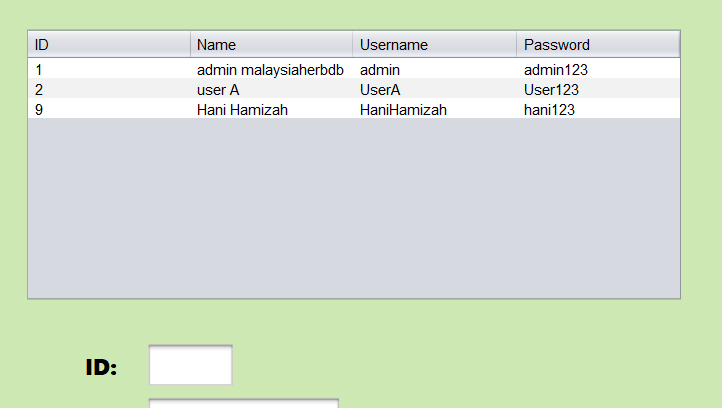 ID Name Username Password
1 admin malaysiaherbdb admin admin123
2 user A UserA User123
9 Hani Hamizah HaniHamizah hani123
ID: